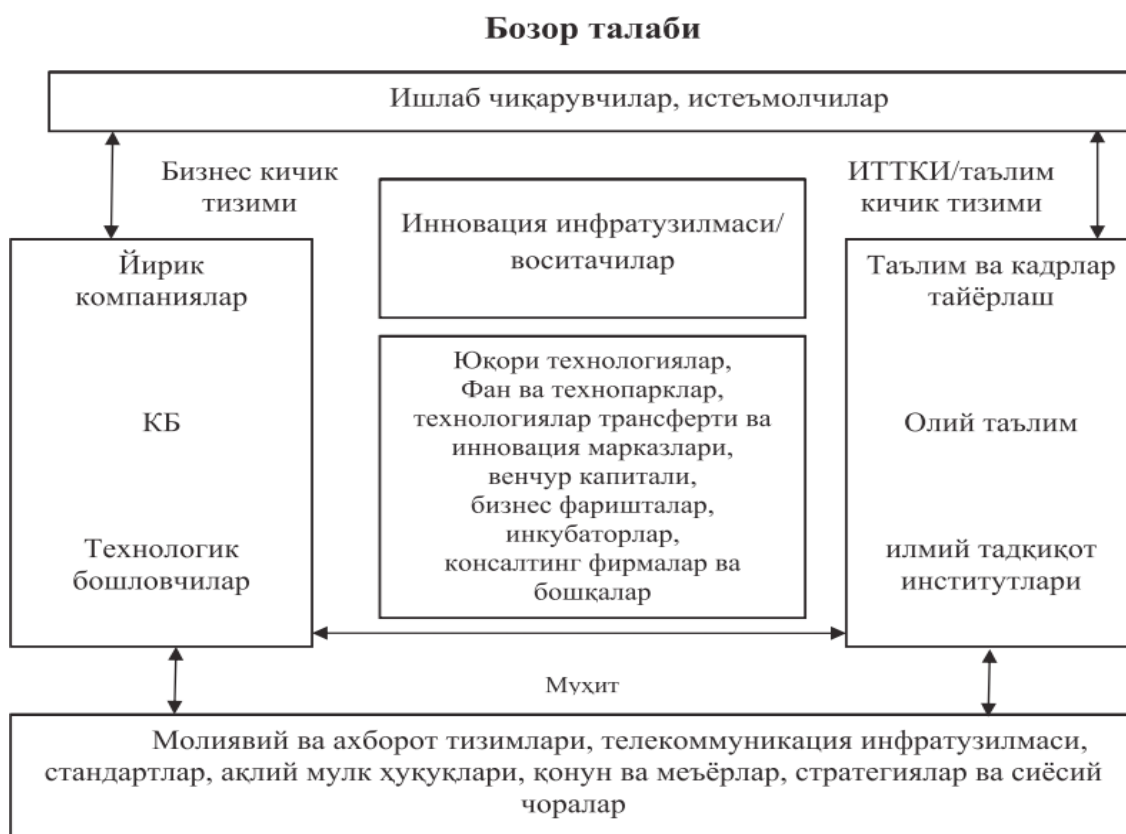 Бозор талаби
Ишлаб чиқарувчилар, истеъмолчилар
Бизнес кичик
тизими
ИТТКИ/таълим
кичик тизими
Инновация инфратузилмаси/
воситачилар
Йирик
компаниялар
КБ
Технологик
бошловчилар
Юқори технологиялар,
Фан ва технопарклар,
технологиялар трансферти ва
инновация марказлари,
венчур капитали,
бизнес фаришталар,
инкубаторлар,
консалтинг фирмалар ва
бошқалар
Таълим ва кадрлар
тайёрлаш
Олий таълим
илмий тадқиқот
институтлари
Муҳит
Молиявий ва ахборот тизимлари, телекоммуникация инфратузилмаси,
стандартлар, ақлий мулк ҳуқуқлари, қонун ва меъёрлар, стратегиялар ва сиёсий
чоралар